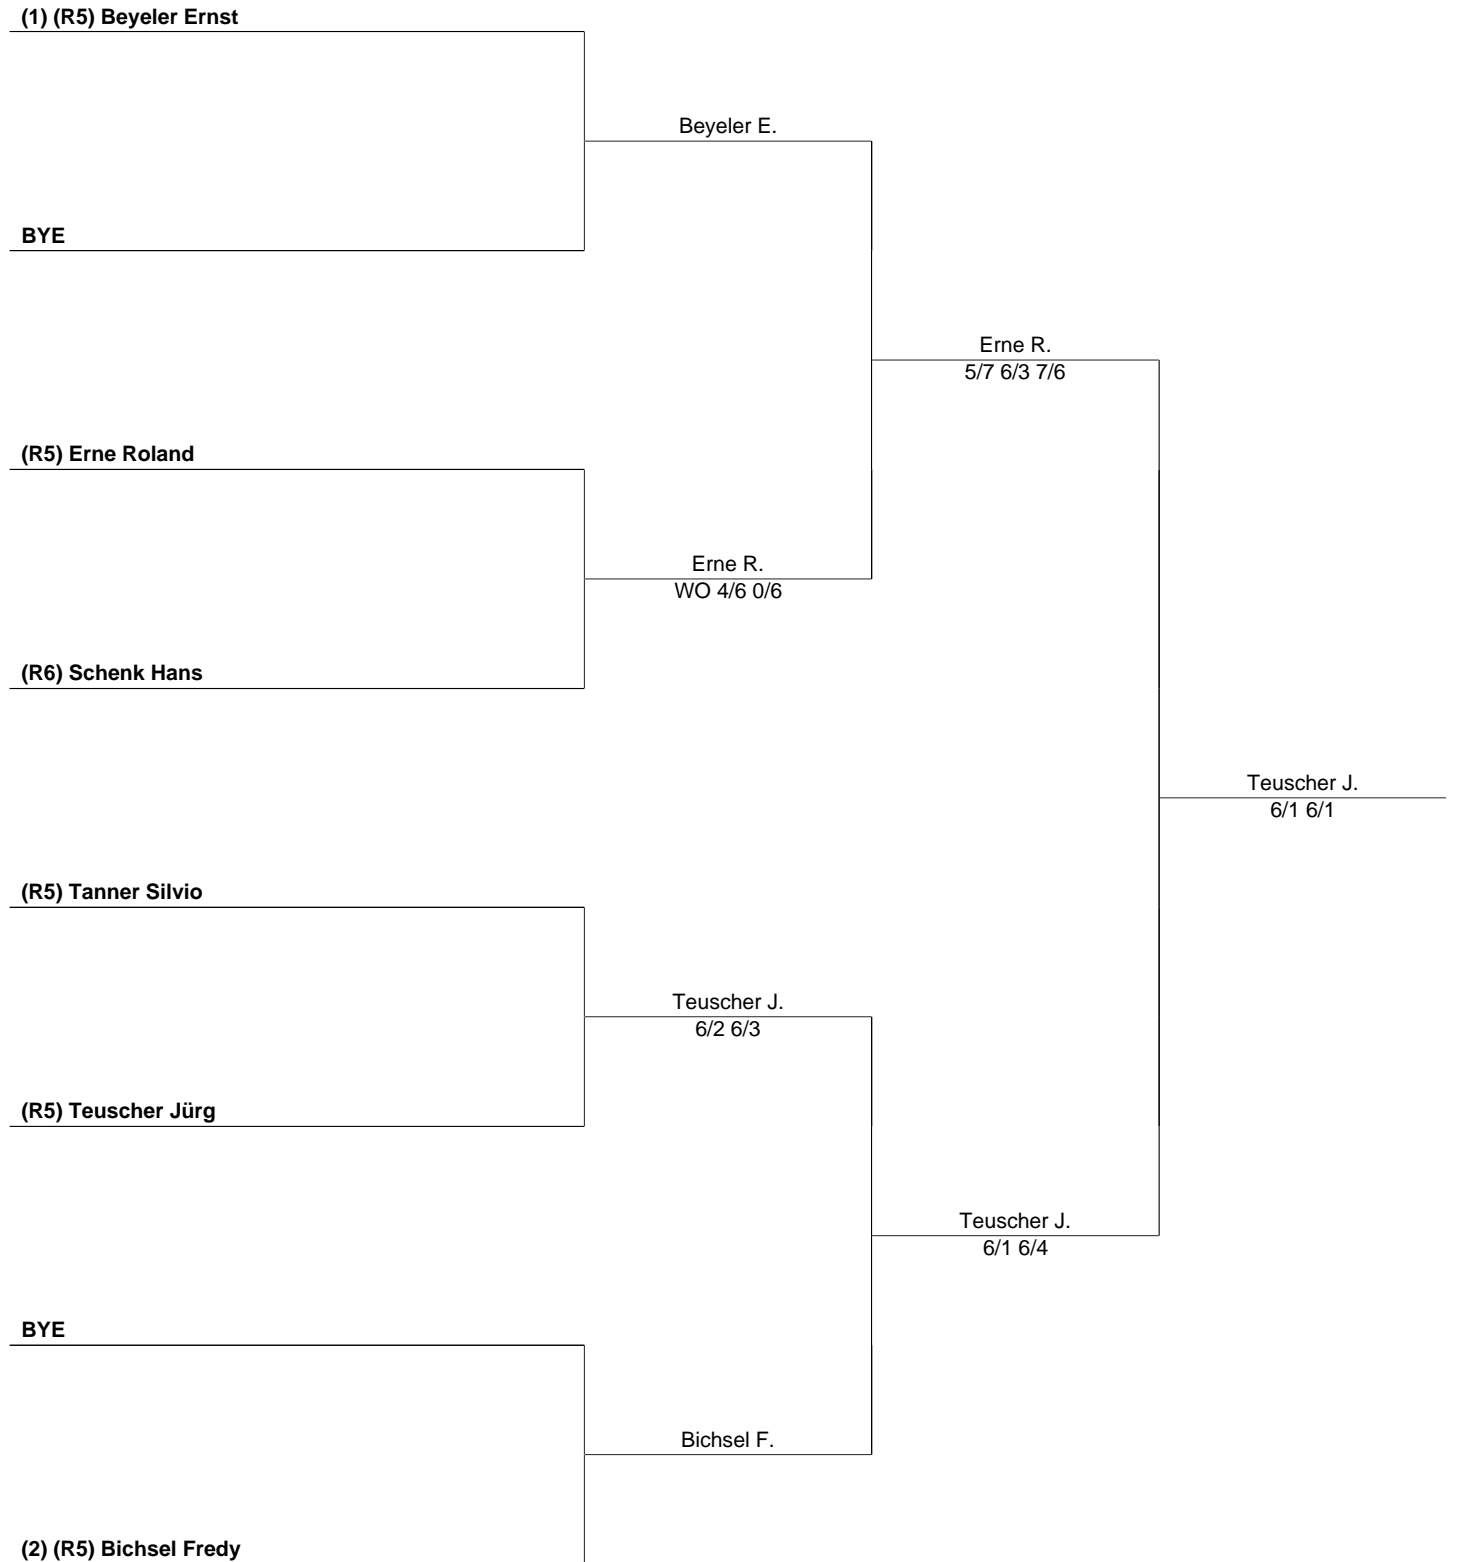 (1) (R5) Beyeler Ernst
Beyeler E.
BYE
Erne R.
5/7 6/3 7/6
(R5) Erne Roland
Erne R.
WO 4/6 0/6
(R6) Schenk Hans
Teuscher J.
6/1 6/1
(R5) Tanner Silvio
Teuscher J.
6/2 6/3
(R5) Teuscher Jürg
Teuscher J.
6/1 6/4
BYE
Bichsel F.
(2) (R5) Bichsel Fredy